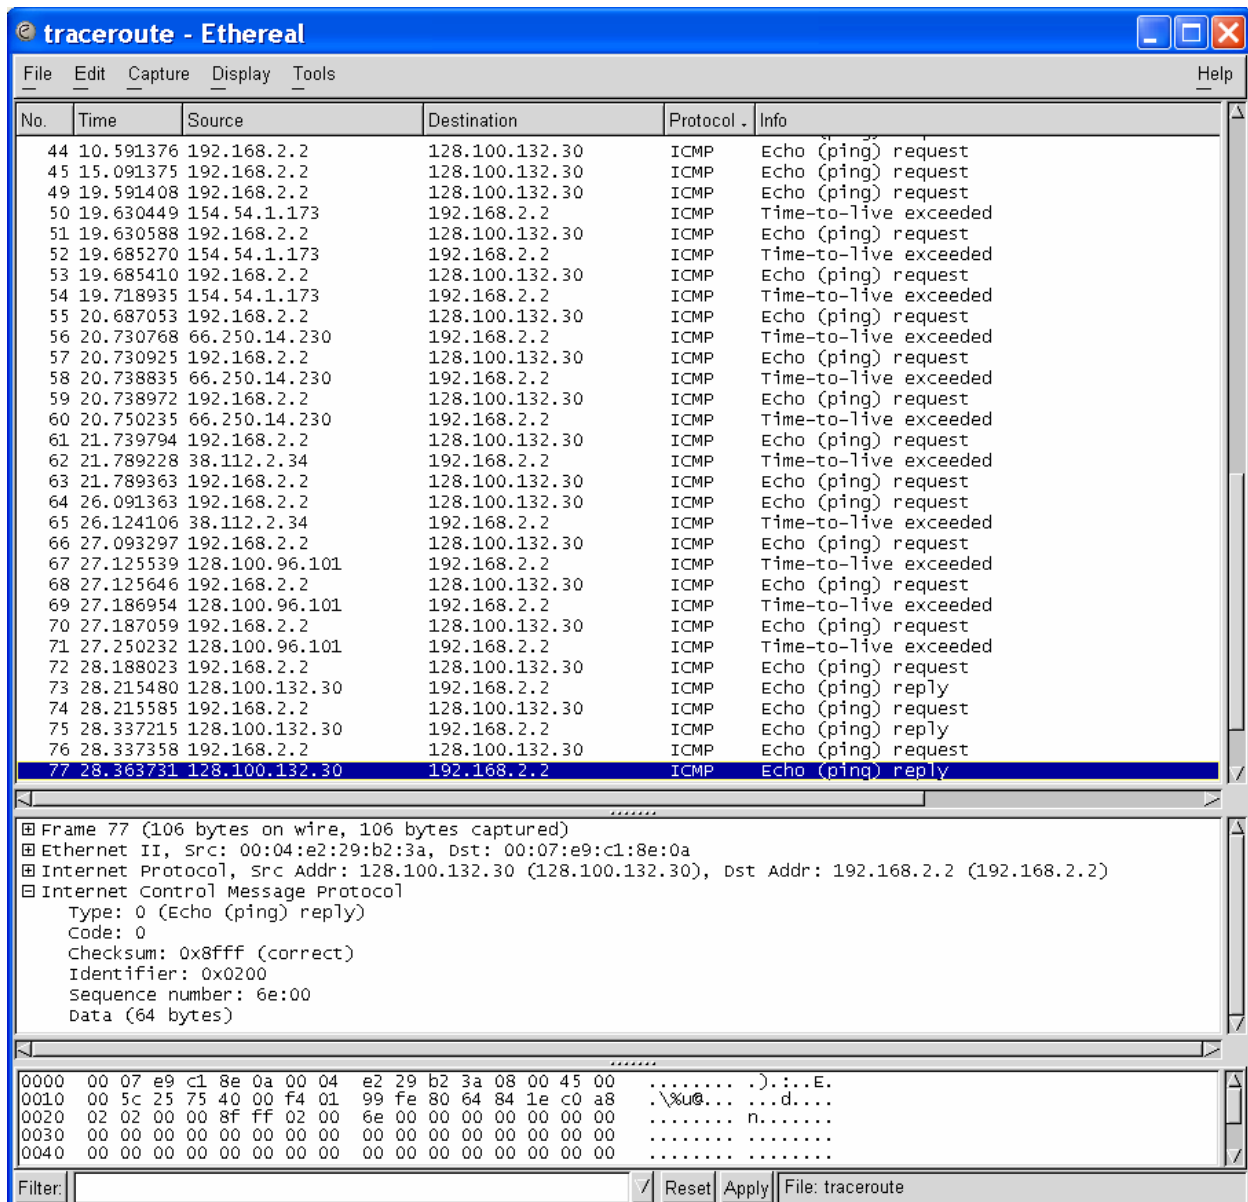 traceroute - Ethereal
File Edit Capture Display Tools Help
No. Time Source Destination Protocol Info
44 10.591376 192.168.2.2 128.100.132.30 ICMP Echo (ping) request
45 15.091375 192.168.2.2 128.100.132.30 ICMP Echo (ping) request
49 19.591408 192.168.2.2 128.100.132.30 ICMP Echo (ping) request
50 19.630449 154.54.1.173 192.168.2.2 ICMP Time-to-live exceeded
51 19.630588 192.168.2.2 128.100.132.30 ICMP Echo (ping) request
52 19.685270 154.54.1.173 192.168.2.2 ICMP Time-to-live exceeded
53 19.685410 192.168.2.2 128.100.132.30 ICMP Echo (ping) request
54 19.718935 154.54.1.173 192.168.2.2 ICMP Time-to-live exceeded
55 20.687053 192.168.2.2 128.100.132.30 ICMP Echo (ping) request
56 20.730768 66.250.14.230 192.168.2.2 ICMP Time-to-live exceeded
57 20.730925 192.168.2.2 128.100.132.30 ICMP Echo (ping) request
58 20.738835 66.250.14.230 192.168.2.2 ICMP Time-to-live exceeded
59 20.738972 192.168.2.2 128.100.132.30 ICMP Echo (ping) request
60 20.750235 66.250.14.230 192.168.2.2 ICMP Time-to-live exceeded
61 21.739794 192.168.2.2 128.100.132.30 ICMP Echo (ping) request
62 21.789228 38.112.2.34 192.168.2.2 ICMP Time-to-live exceeded
63 21.789363 192.168.2.2 128.100.132.30 ICMP Echo (ping) request
64 26.091363 192.168.2.2 128.100.132.30 ICMP Echo (ping) request
65 26.124106 38.112.2.34 192.168.2.2 ICMP Time-to-live exceeded
66 27.093297 192.168.2.2 128.100.132.30 ICMP Echo (ping) request
67 27.125539 128.100.96.101 192.168.2.2 ICMP Time-to-live exceeded
68 27.125646 192.168.2.2 128.100.132.30 ICMP Echo (ping) request
69 27.186954 128.100.96.101 192.168.2.2 ICMP Time-to-live exceeded
70 27.187059 192.168.2.2 128.100.132.30 ICMP Echo (ping) request
71 27.250232 128.100.96.101 192.168.2.2 ICMP Time-to-live exceeded
72 28.188023 192.168.2.2 128.100.132.30 ICMP Echo (ping) request
73 28.215480 128.100.132.30 192.168.2.2 ICMP Echo (ping) reply
74 28.215585 192.168.2.2 128.100.132.30 ICMP Echo (ping) request
75 28.337215 128.100.132.30 192.168.2.2 ICMP Echo (ping) reply
76 28.337358 192.168.2.2 128.100.132.30 ICMP Echo (ping) request
77 28.363731 128.100.132.30 192.168.2.2 ICMP Echo (ping) reply
Frame 77 (106 bytes on wire, 106 bytes captured)
Ethernet II, Src: 00:04:e2:29:b2:3a, Dst: 00:07:e9:c1:8e:0a
Internet Protocol, Src Addr: 128.100.132.30 (128.100.132.30), Dst Addr: 192.168.2.2 (192.168.2.2)
Internet Control Message Protocol
Type: 0 (Echo (ping) reply)
Code: 0
Checksum: 0x8fff (correct)
Identifier: 0x0200
Sequence number: 6e:00
Data (64 bytes)
0000 00 07 e9 c1 8e 0a 00 04 e2 29 b2 3a 08 00 45 00 ........ .).:..E.
0010 00 5c 25 75 40 00 f4 01 99 fe 80 64 84 1e c0 a8 .\%u@... ...d....
0020 02 02 00 00 8f ff 02 00 6e 00 00 00 00 00 00 00 ........ n.......
0030 00 00 00 00 00 00 00 00 00 00 00 00 00 00 00 00 ........ ........
0040 00 00 00 00 00 00 00 00 00 00 00 00 00 00 00 00 ........ ........
Filter: Reset Apply File: traceroute